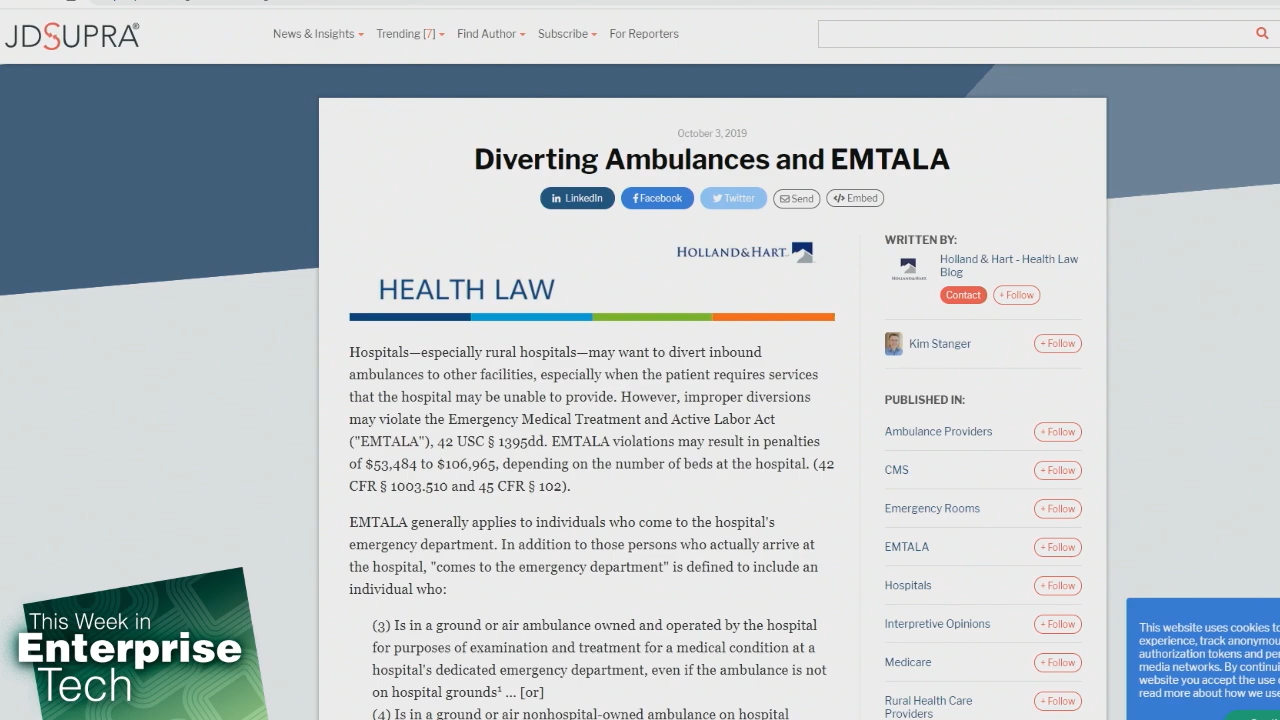 JDSUPRA®
News & Insights
Trending [7]
Find Author
Subscribe
For Reporters
October 3, 2019
Diverting Ambulances and EMTALA
in LinkedIn
f Facebook
Twitter
Send
</> Embed
HOLLAND&HART
HEALTH LAW
Hospitals—especially rural hospitals—may want to divert inbound
ambulances to other facilities, especially when the patient requires services
that the hospital may be unable to provide. However, improper diversions
may violate the Emergency Medical Treatment and Active Labor Act
("EMTALA"), 42 USC § 1395dd. EMTALA violations may result in penalties
of $53,484 to $106,965, depending on the number of beds at the hospital. (42
CFR § 1003.510 and 45 CFR § 102).
EMTALA generally applies to individuals who come to the hospital's
emergency department. In addition to those persons who actually arrive at
the hospital, "comes to the emergency department" is defined to include an
individual who:
(3) Is in a ground or air ambulance owned and operated by the hospital
for purposes of examination and treatment for a medical condition at a
hospital's dedicated emergency department, even if the ambulance is not
on hospital grounds¹ ... [or]
(4) Is in a ground or air nonhospital-owned ambulance on hospital
WRITTEN BY:
HOLLAND&HART
Holland & Hart - Health Law
Blog
Contact
+ Follow
Kim Stanger
+ Follow
PUBLISHED IN:
Ambulance Providers
+ Follow
CMS
+ Follow
Emergency Rooms
+ Follow
EMTALA
+ Follow
Hospitals
+ Follow
Interpretive Opinions
+ Follow
Medicare
+ Follow
Rural Health Care
Providers
+ Follow
This Week in
Enterprise
Tech
This website uses cookies to
experience, track anonymou
authorization tokens and per
media networks. By continui
website you accept the use o
read more about how we use